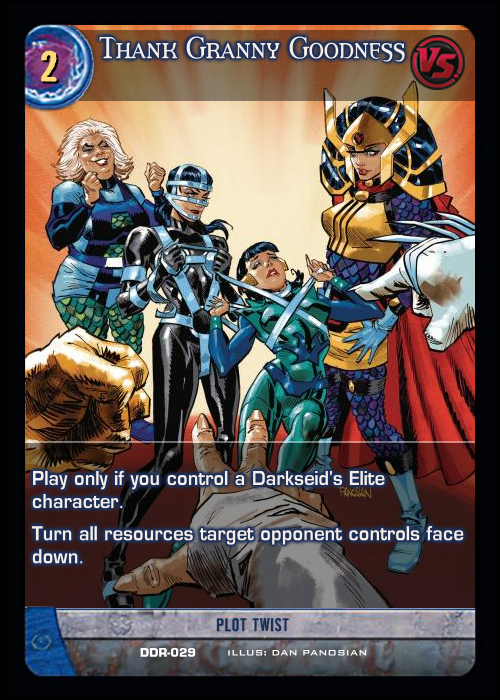 2
Thank Granny Goodness
VS
Play only if you control a Darkseid's Elite
character.
PANOSIAN
Turn all resources target opponent controls face
down.
PLOT TWIST
DDR-029 ILLUS: DAN PANOSIAN